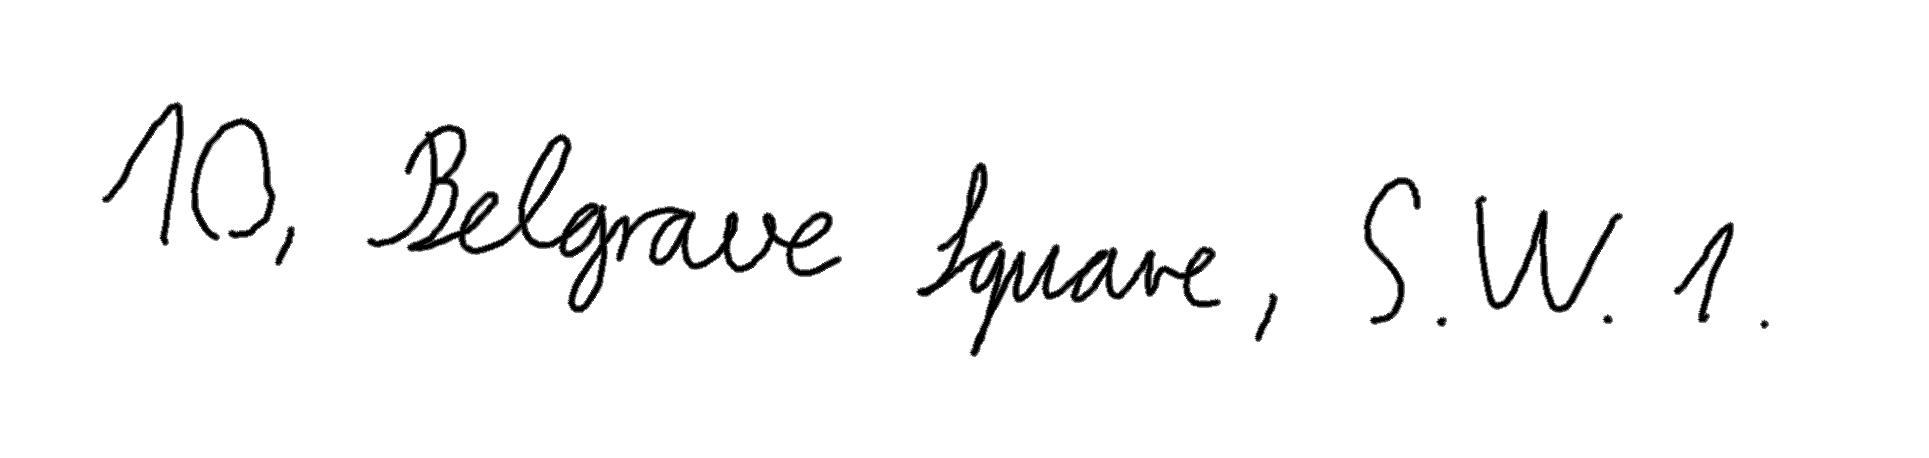 10, Belgrave Square, S.W. 1.